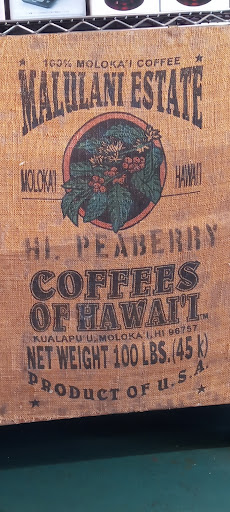 100% MOLOKA'I COFFEE
MALULANI ESTATE
MOLOKA'I HAWAI'I
HI. PEABERRY
COFFEES
OF HAWAI'I™
KUALAPU'U, MOLOKA'I, HI 96757
NET WEIGHT 100 LBS. (45 K)
PRODUCT OF U.S.A.